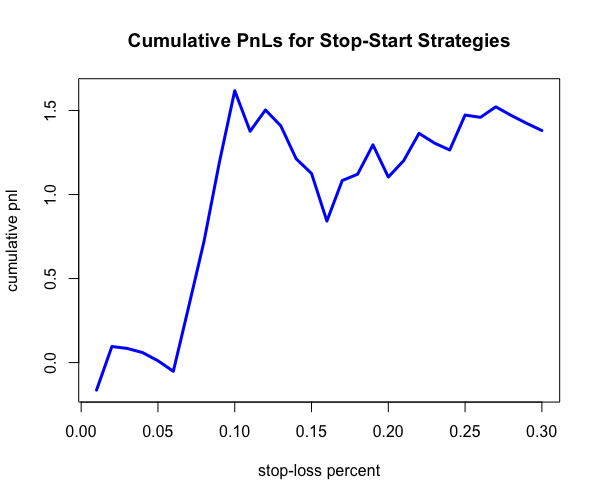 Cumulative PnLs for Stop-Start Strategies
cumulative pnl
1.5
1.0
0.5
0.0
0.00 0.05 0.10 0.15 0.20 0.25 0.30
stop-loss percent